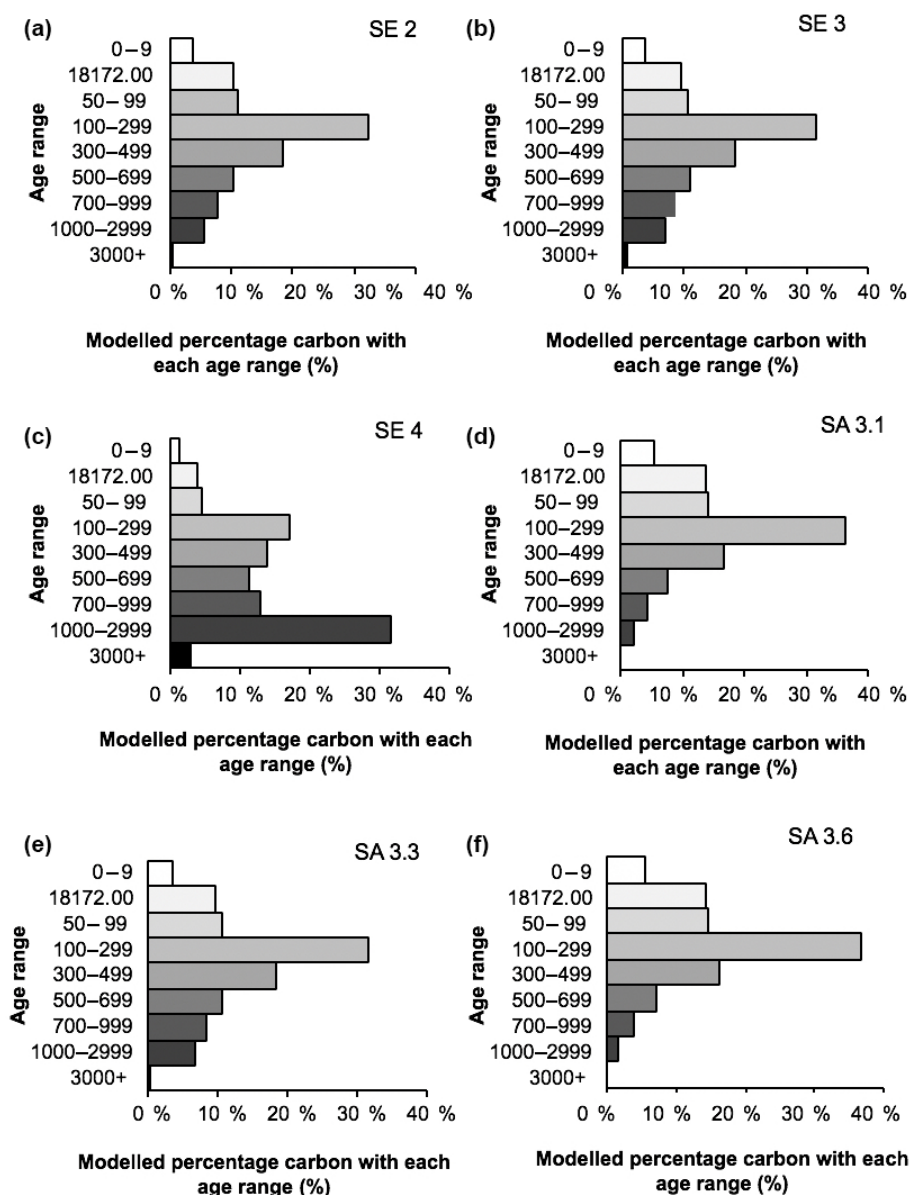 (a)
SE 2
Age range
0–9
18172.00
50–99
100–299
300–499
500–699
700–999
1000–2999
3000+
0 % 10 % 20 % 30 % 40 %
Modelled percentage carbon with
each age range (%)
(b)
SE 3
Age range
0–9
18172.00
50–99
100–299
300–499
500–699
700–999
1000–2999
3000+
0 % 10 % 20 % 30 % 40 %
Modelled percentage carbon with
each age range (%)
(c)
SE 4
Age range
0–9
18172.00
50–99
100–299
300–499
500–699
700–999
1000–2999
3000+
0 % 10 % 20 % 30 % 40 %
Modelled percentage carbon with each
age range (%)
(d)
SA 3.1
Age range
0–9
18172.00
50–99
100–299
300–499
500–699
700–999
1000–2999
3000+
0 % 10 % 20 % 30 % 40 %
Modelled percentage carbon with
each age range (%)
(e)
SA 3.3
Age range
0–9
18172.00
50–99
100–299
300–499
500–699
700–999
1000–2999
3000+
0 % 10 % 20 % 30 % 40 %
Modelled percentage carbon with each
age range (%)
(f)
SA 3.6
Age range
0–9
18172.00
50–99
100–299
300–499
500–699
700–999
1000–2999
3000+
0 % 10 % 20 % 30 % 40 %
Modelled percentage carbon with each
age range (%)